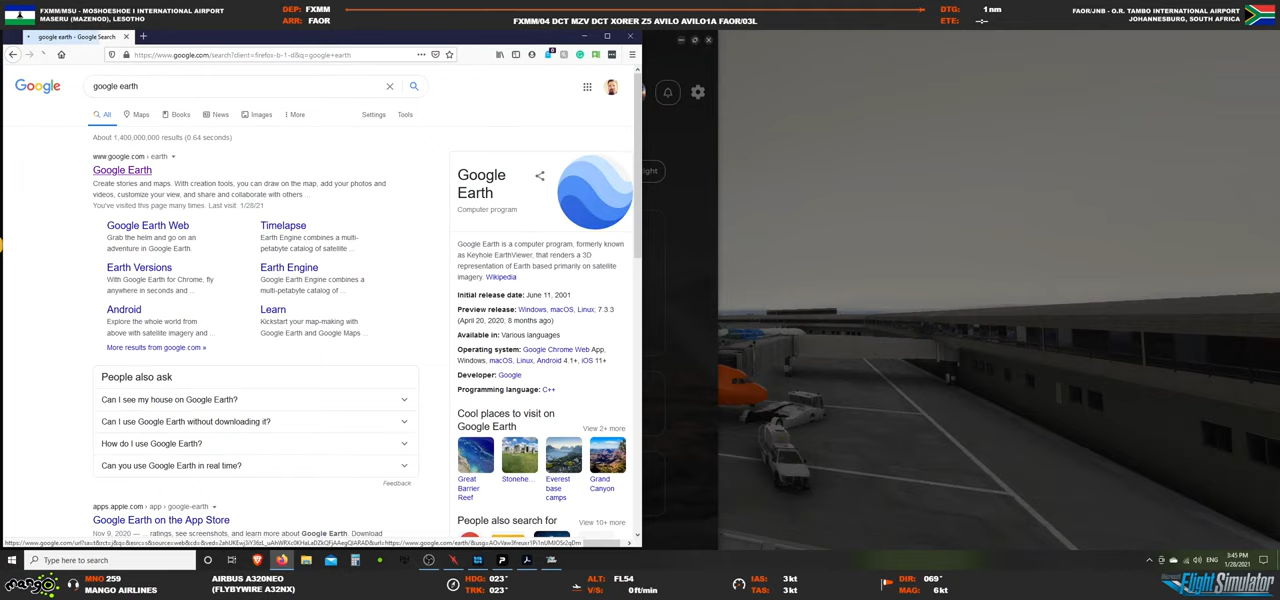 FXMM/MSU - MOSHOESHOE I INTERNATIONAL AIRPORT
MASERU (MAZENOD), LESOTHO
DEP: FXMM
ARR: FAOR
FXMM/04 DCT MZV DCT XORER Z5 AVILO AVILO1A FAOR/03L
DTG: 1 nm
ETE: --:--
FAOR/JNB - O.R. TAMBO INTERNATIONAL AIRPORT
JOHANNESBURG, SOUTH AFRICA
google earth - Google Search
https://www.google.com/search?client=firefox-b-1-d&q=google+earth
Google
google earth
All
Maps
Books
News
Images
More
Settings
Tools
About 1,400,000,000 results (0.64 seconds)
www.google.com › earth
Google Earth
Create stories and maps. With creation tools, you can draw on the map, add your photos and
videos, customize your view, and share and collaborate with others ...
You've visited this page many times. Last visit: 1/28/21
Google Earth Web
Grab the helm and go on an
adventure in Google Earth.
Timelapse
Earth Engine combines a multi-
petabyte catalog of satellite ...
Earth Versions
With Google Earth for Chrome, fly
anywhere in seconds and ...
Earth Engine
Google Earth Engine combines a
multi-petabyte catalog of ...
Android
Explore the whole world from
above with satellite imagery and ...
Learn
Kickstart your map-making with
Google Earth and Google Maps ...
More results from google.com »
People also ask
Can I see my house on Google Earth?
Can I use Google Earth without downloading it?
How do I use Google Earth?
Can you use Google Earth in real time?
Feedback
apps.apple.com › app › google-earth
Google Earth on the App Store
Nov 9, 2020 — ... ratings, see screenshots, and learn more about Google Earth. Download
Google
Earth
Computer program
Google Earth is a computer program, formerly known
as Keyhole EarthViewer, that renders a 3D
representation of Earth based primarily on satellite
imagery. Wikipedia
Initial release date: June 11, 2001
Preview release: Windows, macOS, Linux: 7.3.3
(April 20, 2020, 8 months ago)
Available in: Various languages
Operating system: Google Chrome Web App,
Windows, macOS, Linux, Android 4.1+, iOS 11+
Developer: Google
Programming language: C++
Cool places to visit on
Google Earth
View 2+ more
Great
Barrier
Reef
Stonehe...
Everest
base
camps
Grand
Canyon
People also search for
View 10+ more
light
Type here to search
ENG
3:45 PM
1/28/2021
mango
MNO 259
MANGO AIRLINES
AIRBUS A320NEO
(FLYBYWIRE A32NX)
HDG: 023°
TRK: 023°
ALT: FL54
V/S: 0 ft/min
IAS: 3 kt
TAS: 3 kt
DIR: 069°
MAG: 6 kt
Microsoft
Flight Simulator